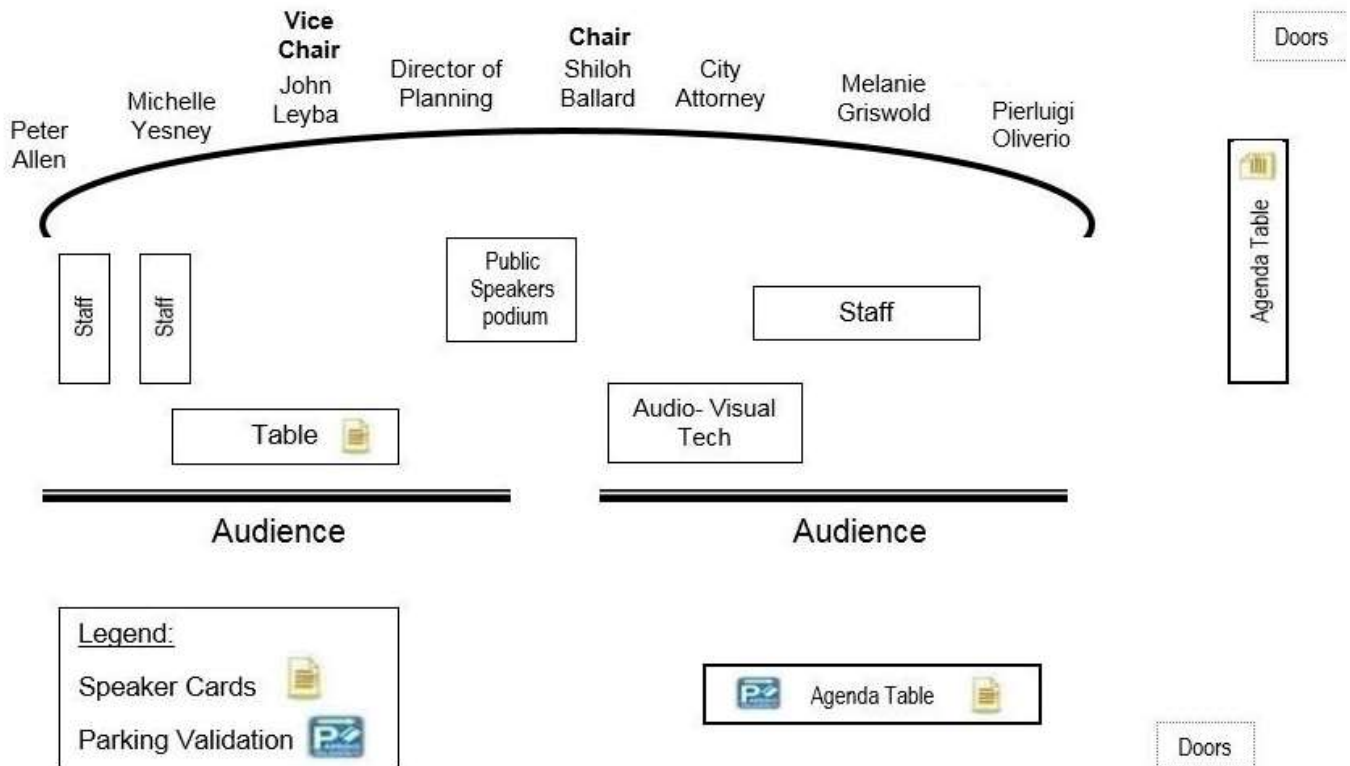 Vice
Chair
John
Leyba
Director of
Planning
Chair
Shiloh
Ballard
City
Attorney
Melanie
Griswold
Pierluigi
Oliverio
Michelle
Yesney
Peter
Allen
Doors
Agenda Table
Staff
Staff
Public
Speakers
podium
Staff
Table
Audio- Visual
Tech
Audience
Audience
Legend:
Speaker Cards
Parking Validation
P
P
Agenda Table
Doors